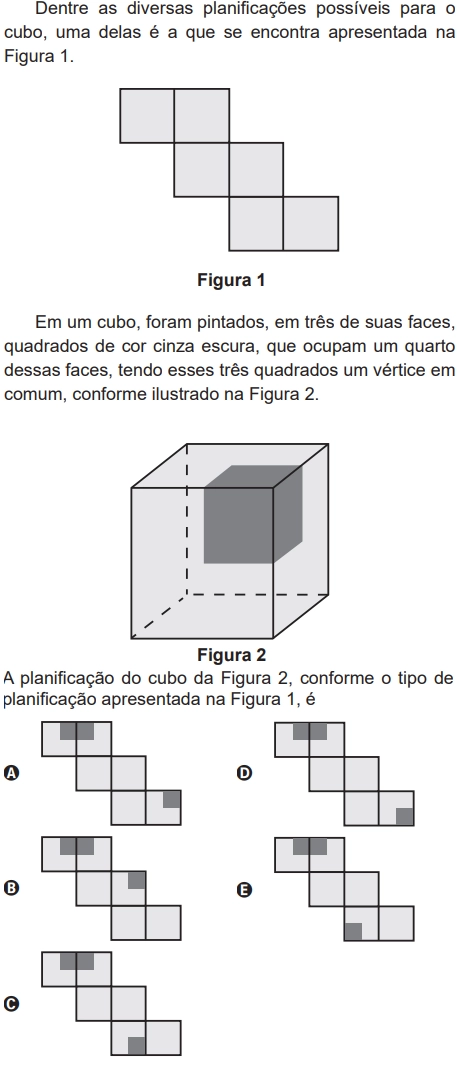 Dentre as diversas planificações possíveis para o
cubo, uma delas é a que se encontra apresentada na
Figura 1.
Figura 1
Em um cubo, foram pintados, em três de suas faces,
quadrados de cor cinza escura, que ocupam um quarto
dessas faces, tendo esses três quadrados um vértice em
comum, conforme ilustrado na Figura 2.
Figura 2
A planificação do cubo da Figura 2, conforme o tipo de
planificação apresentada na Figura 1, é
A
D
B
E
C